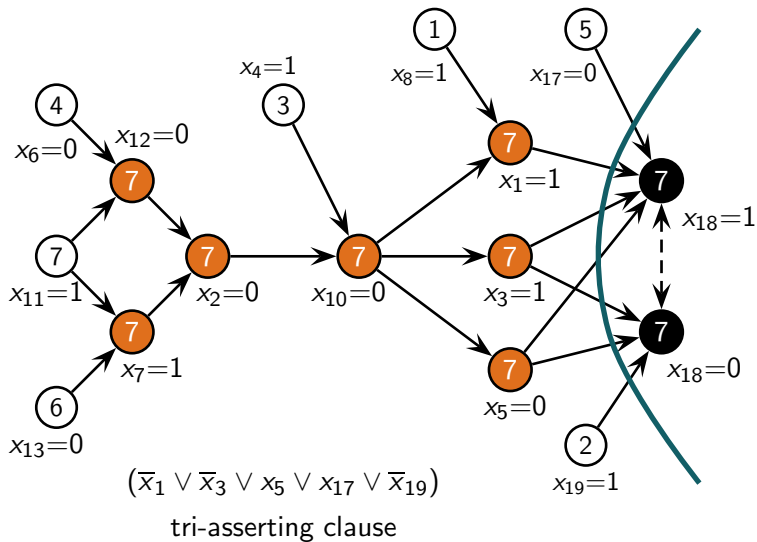 1
5
x₄=1
x₈=1
x₁₇=0
4
3
x₁₂=0
x₆=0
7
x₁=1
7
7
x₁₈=1
7
7
7
7
x₁₁=1
x₂=0
x₁₀=0
x₃=1
7
7
x₇=1
7
x₁₈=0
6
x₅=0
x₁₃=0
2
x₁₉=1
(x̅₁ ∨ x̅₃ ∨ x₅ ∨ x₁₇ ∨ x̅₁₉)
tri-asserting clause